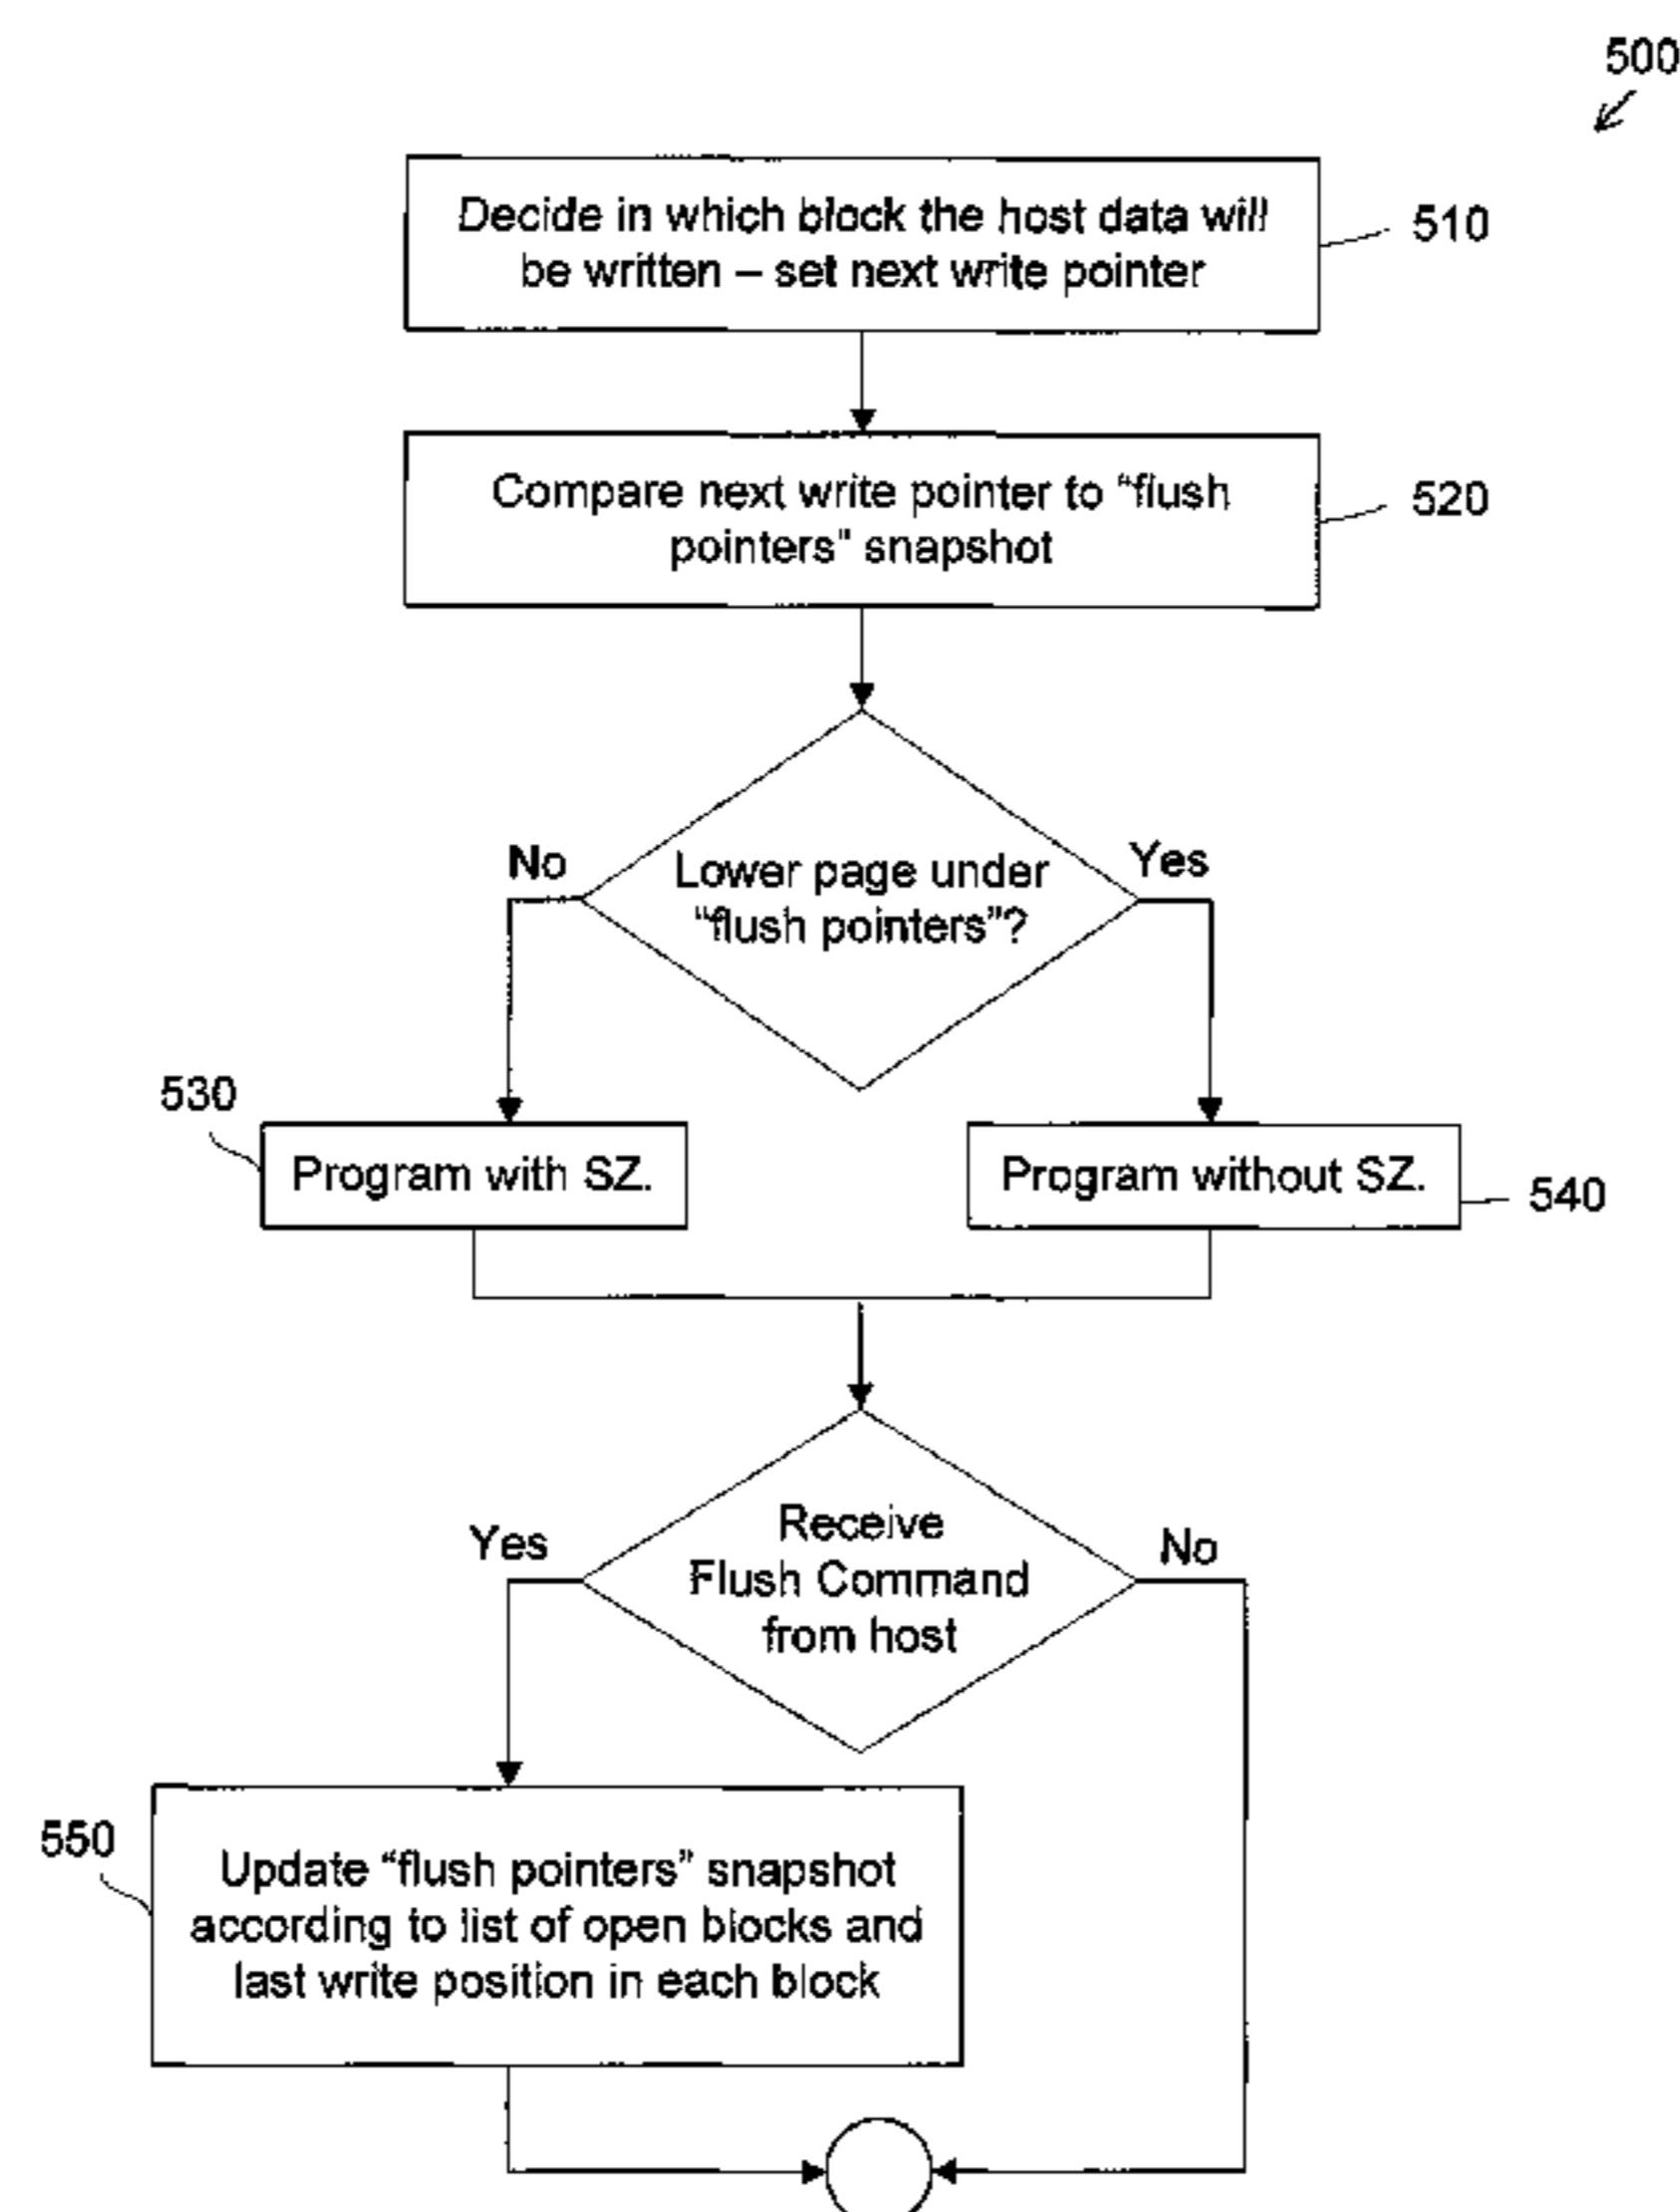 500
Decide in which block the host data will
be written – set next write pointer
510
Compare next write pointer to “flush
pointers” snapshot
520
No
Lower page under
“flush pointers”?
Yes
530
Program with SZ.
Program without SZ.
540
Yes
Receive
Flush Command
from host
No
550
Update “flush pointers” snapshot
according to list of open blocks and
last write position in each block